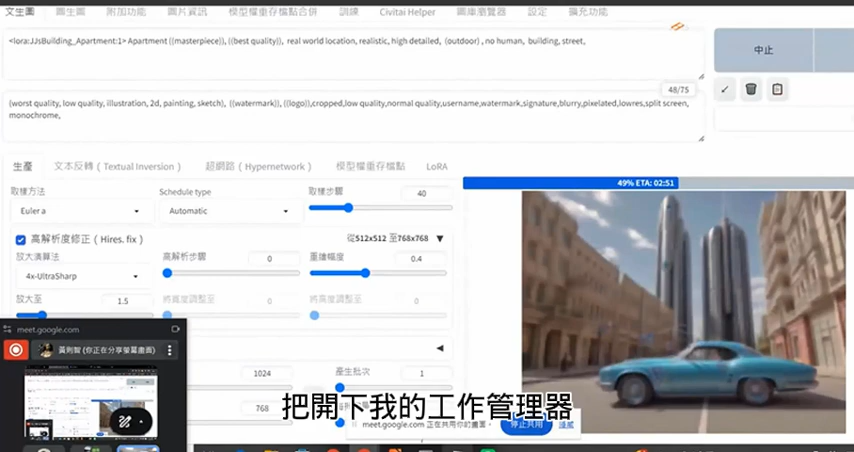 文生圖 圖生圖 附加功能 圖片資訊 模型權重存檔點合併 訓練 Civitai Helper 圖庫瀏覽器 設定 擴充功能
<lora:JJsBuilding_Apartment:1> Apartment ((masterpiece)), ((best quality)), real world location, realistic, high detailed, (outdoor) , no human, building, street,
中止
48/75
(worst quality, low quality, illustration, 2d, painting, sketch), ((watermark)), ((logo)),cropped,low quality,normal quality,username,watermark,signature,blurry,pixelated,lowres,split screen,
monochrome,
生產 文本反轉 ( Textual Inversion ) 超網路 ( Hypernetwork ) 模型權重存檔點 LoRA
49% ETA: 02:51
取樣方法 Schedule type 取樣步驟 40
Euler a Automatic
高解析度修正 ( Hires. fix ) 從512x512 至768x768
放大演算法 高解析步驟 0 重繪幅度 0.4
4x-UltraSharp
放大至 1.5 將寬度調整至 0 將高度調整至 0
meet.google.com
黃則智 (你正在分享螢幕畫面)
1024 產生批次 1
768
把開下我的工作管理器
meet.google.com 正在共用你的畫面。 停止共用 隱藏